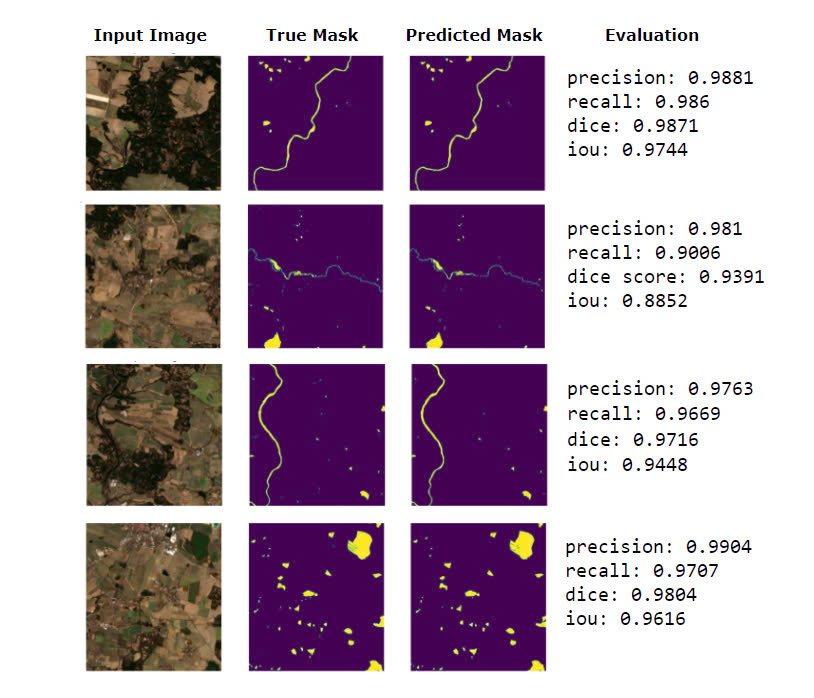 Input Image True Mask Predicted Mask Evaluation
precision: 0.9881
recall: 0.986
dice: 0.9871
iou: 0.9744
precision: 0.981
recall: 0.9006
dice score: 0.9391
iou: 0.8852
precision: 0.9763
recall: 0.9669
dice: 0.9716
iou: 0.9448
precision: 0.9904
recall: 0.9707
dice: 0.9804
iou: 0.9616